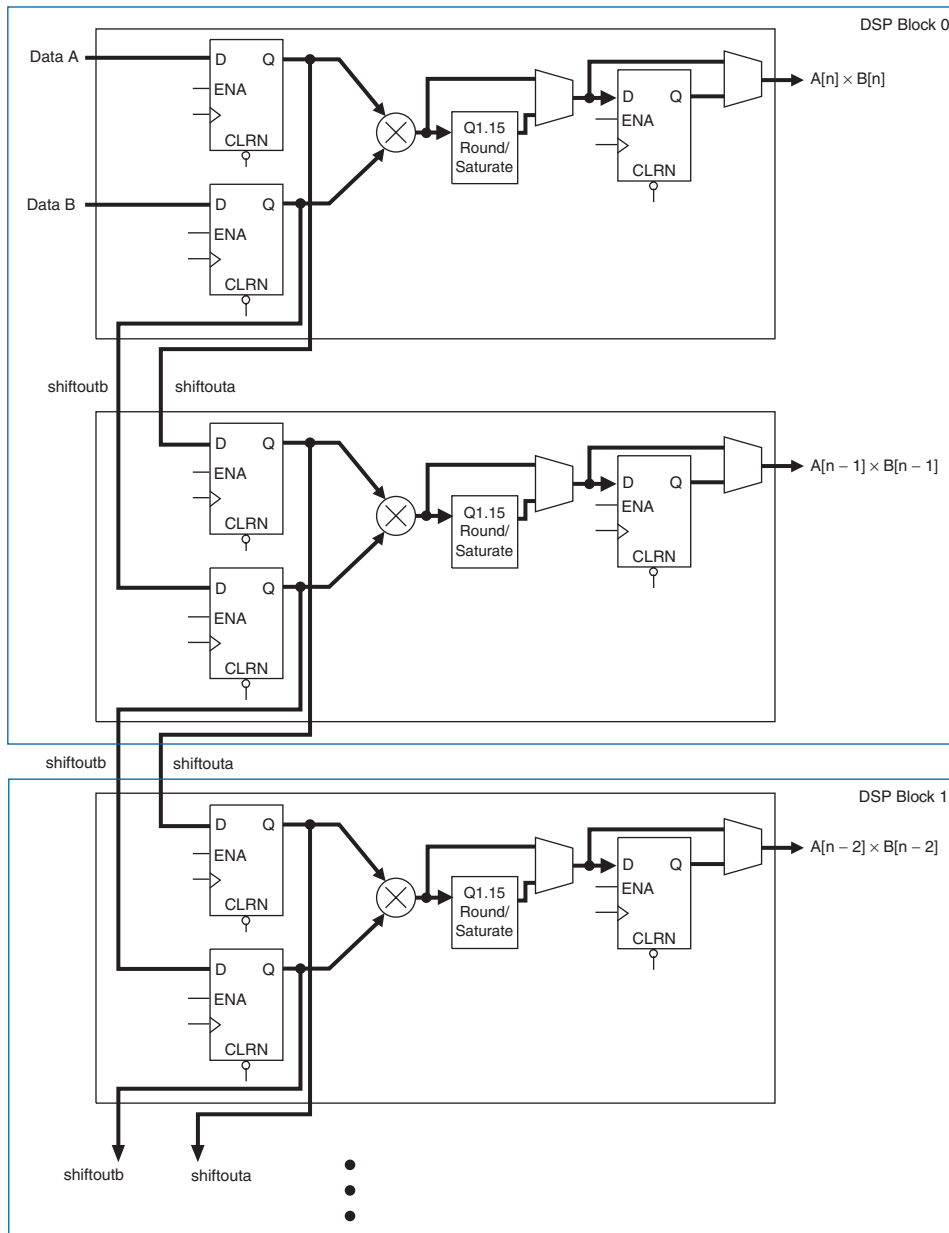 DSP Block 0
Data A
D Q
ENA
CLRN
Q1.15
Round/
Saturate
D Q
ENA
CLRN
A[n] × B[n]
Data B
D Q
ENA
CLRN
shiftoutb
shiftouta
D Q
ENA
CLRN
Q1.15
Round/
Saturate
D Q
ENA
CLRN
A[n − 1] × B[n − 1]
D Q
ENA
CLRN
shiftoutb
shiftouta
DSP Block 1
D Q
ENA
CLRN
Q1.15
Round/
Saturate
D Q
ENA
CLRN
A[n − 2] × B[n − 2]
D Q
ENA
CLRN
shiftoutb
shiftouta